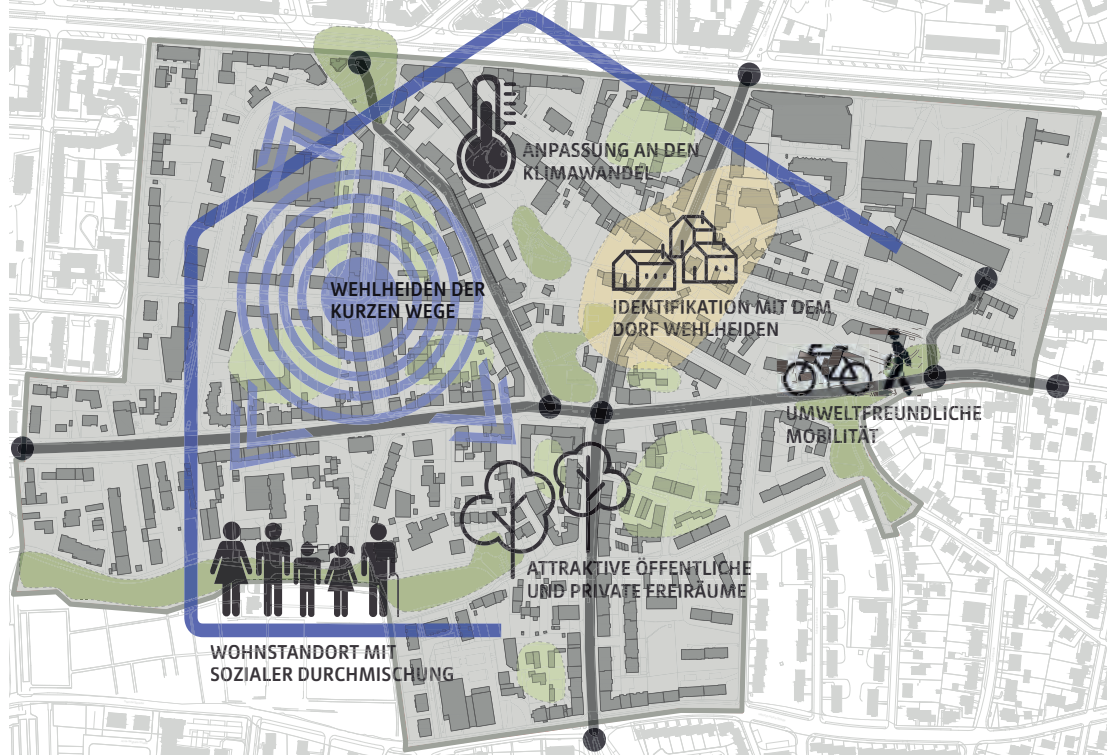 ANPASSUNG AN DEN
KLIMAWANDEL
WEHLHEIDEN DER
KURZEN WEGE
IDENTIFIKATION MIT DEM
DORF WEHLHEIDEN
UMWELTFREUNDLICHE
MOBILITÄT
ATTRAKTIVE ÖFFENTLICHE
UND PRIVATE FREIRÄUME
WOHNSTANDORT MIT
SOZIALER DURCHMISCHUNG